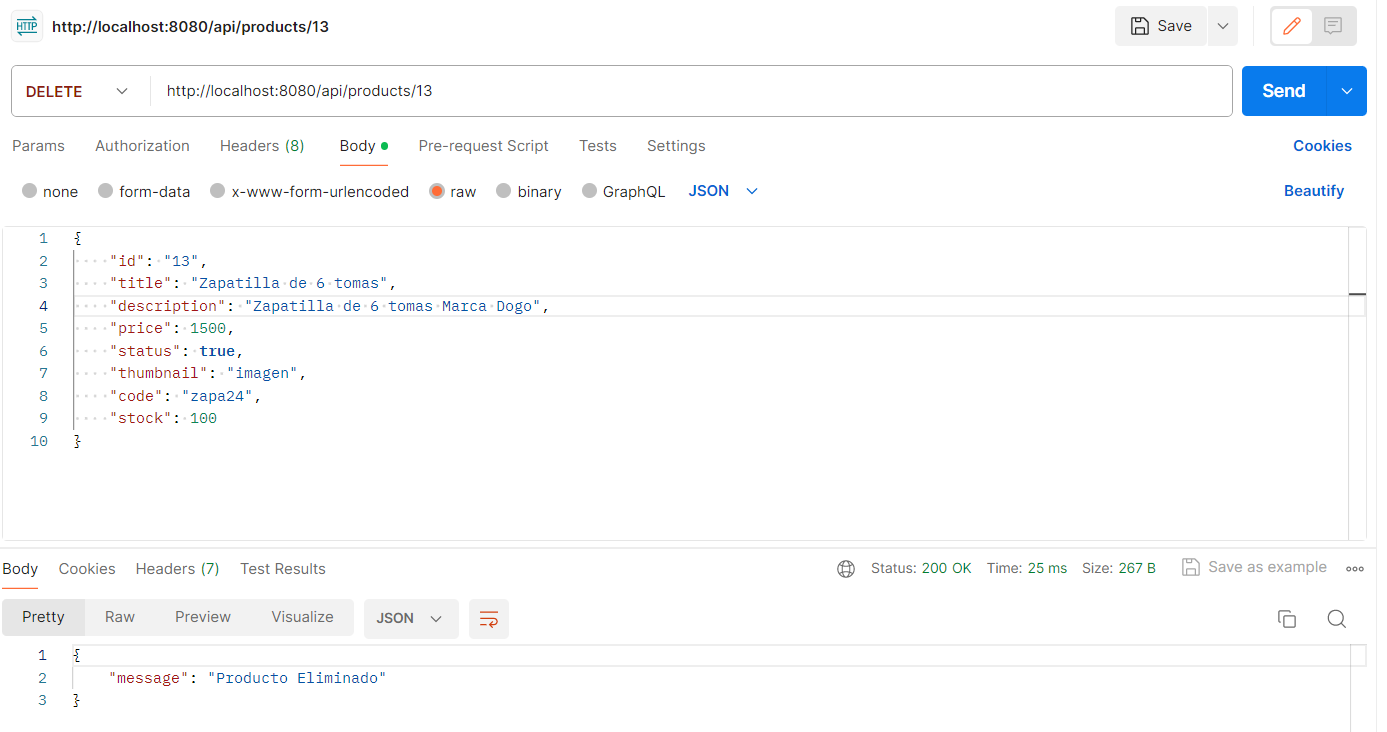 HTTP http://localhost:8080/api/products/13 Save
DELETE http://localhost:8080/api/products/13 Send
Params Authorization Headers (8) Body Pre-request Script Tests Settings Cookies
none form-data x-www-form-urlencoded raw binary GraphQL JSON Beautify
1 {
2 "id": "13",
3 "title": "Zapatilla de 6 tomas",
4 "description": "Zapatilla de 6 tomas Marca Dogo",
5 "price": 1500,
6 "status": true,
7 "thumbnail": "imagen",
8 "code": "zapa24",
9 "stock": 100
10 }
Body Cookies Headers (7) Test Results Status: 200 OK Time: 25 ms Size: 267 B Save as example
Pretty Raw Preview Visualize JSON
1 {
2 "message": "Producto Eliminado"
3 }